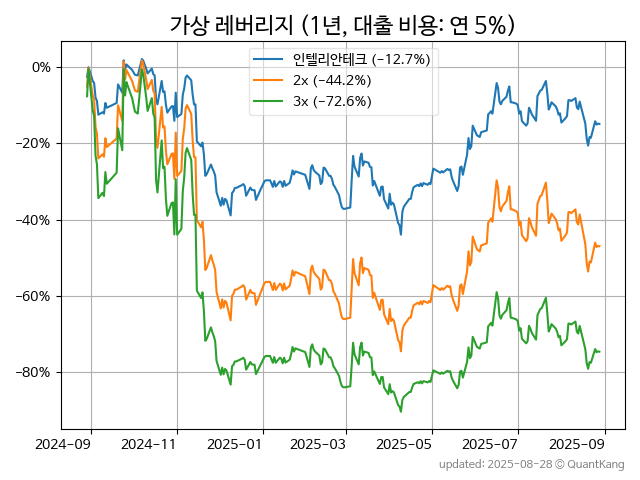 가상 레버리지 (1년, 대출 비용: 연 5%)
인텔리안테크 (−12.7%)
2x (−44.2%)
3x (−72.6%)
0%
−20%
−40%
−60%
−80%
2024-09 2024-11 2025-01 2025-03 2025-05 2025-07 2025-09
updated: 2025-08-28 © QuantKang